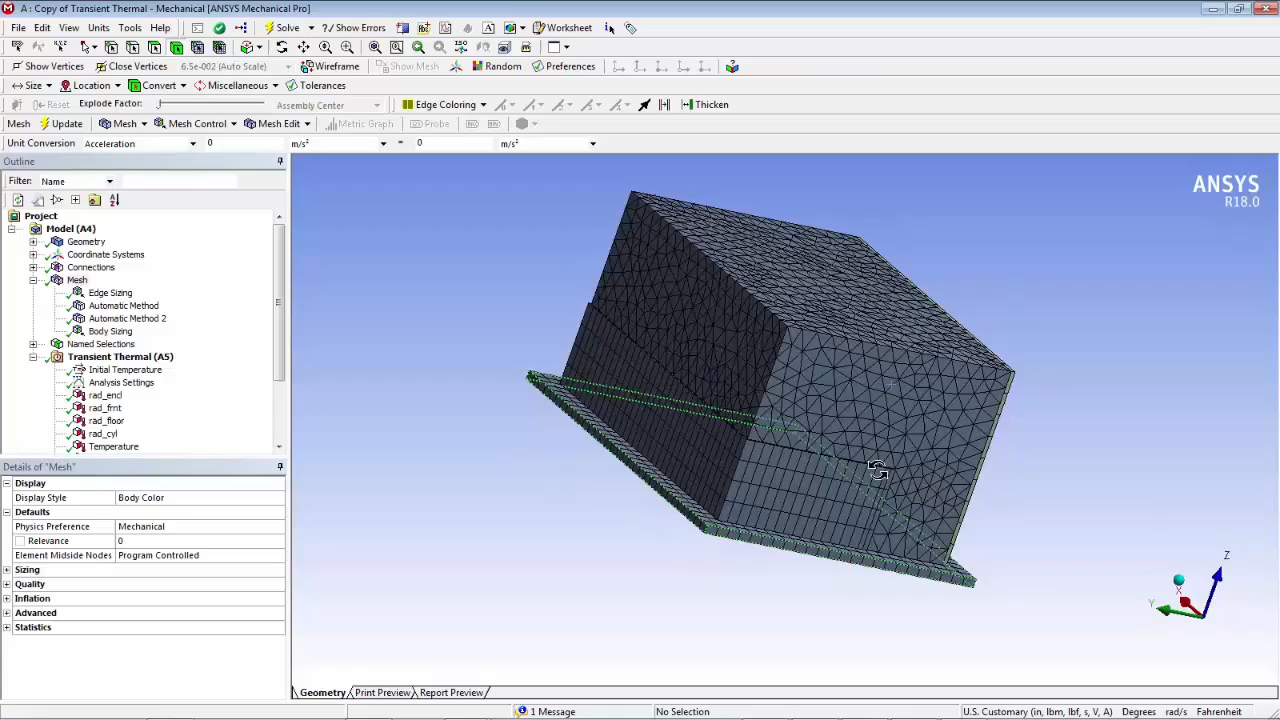 A : Copy of Transient Thermal - Mechanical [ANSYS Mechanical Pro]
File Edit View Units Tools Help Solve ?/ Show Errors Worksheet
Show Vertices Close Vertices 6.5e-002 (Auto Scale) Wireframe Show Mesh Random Preferences
Size Location Convert Miscellaneous Tolerances
Reset Explode Factor: Assembly Center Edge Coloring Thicken
Mesh Update Mesh Mesh Control Mesh Edit Metric Graph Probe
Unit Conversion Acceleration 0 m/s² = 0 m/s²
Outline
Filter: Name
Project
Model (A4)
Geometry
Coordinate Systems
Connections
Mesh
Edge Sizing
Automatic Method
Automatic Method 2
Body Sizing
Named Selections
Transient Thermal (A5)
Initial Temperature
Analysis Settings
rad_encl
rad_frnt
rad_floor
rad_cyl
Temperature
Details of "Mesh"
Display
Display Style Body Color
Defaults
Physics Preference Mechanical
Relevance 0
Element Midside Nodes Program Controlled
Sizing
Quality
Inflation
Advanced
Statistics
ANSYS
R18.0
Z
Y
X
Geometry Print Preview Report Preview
1 Message No Selection U.S. Customary (in, lbm, lbf, s, V, A) Degrees rad/s Fahrenheit